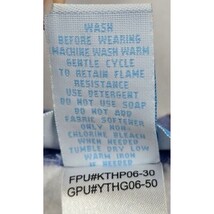 WASH
BEFORE WEARING
MACHINE WASH WARM
GENTLE CYCLE
TO RETAIN FLAME
RESISTANCE
USE DETERGENT
DO NOT USE SOAP
DO NOT ADD
FABRIC SOFTENER
ONLY NON-
CHLORINE BLEACH
WHEN NEEDED
TUMBLE DRY LOW
WARM IRON
NEEDED
FPU#KTHP06-30
GPU#YTHG06-50